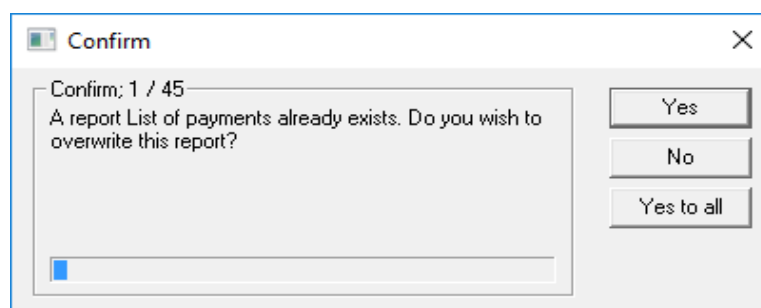 Confirm
Confirm; 1 / 45
A report List of payments already exists. Do you wish to
overwrite this report?
Yes
No
Yes to all